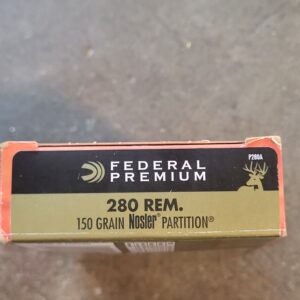 FEDERAL
PREMIUM
P280A
280 REM.
150 GRAIN Nosler® PARTITION®